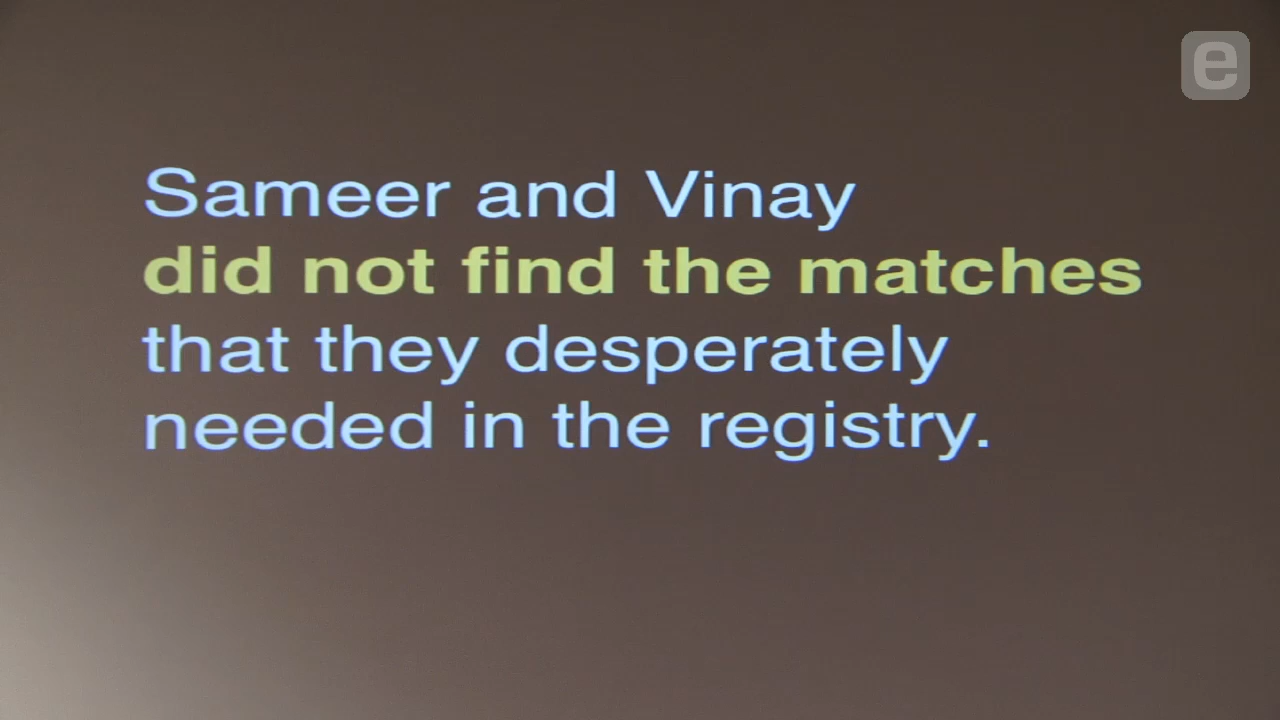 e
Sameer and Vinay
did not find the matches
that they desperately
needed in the registry.